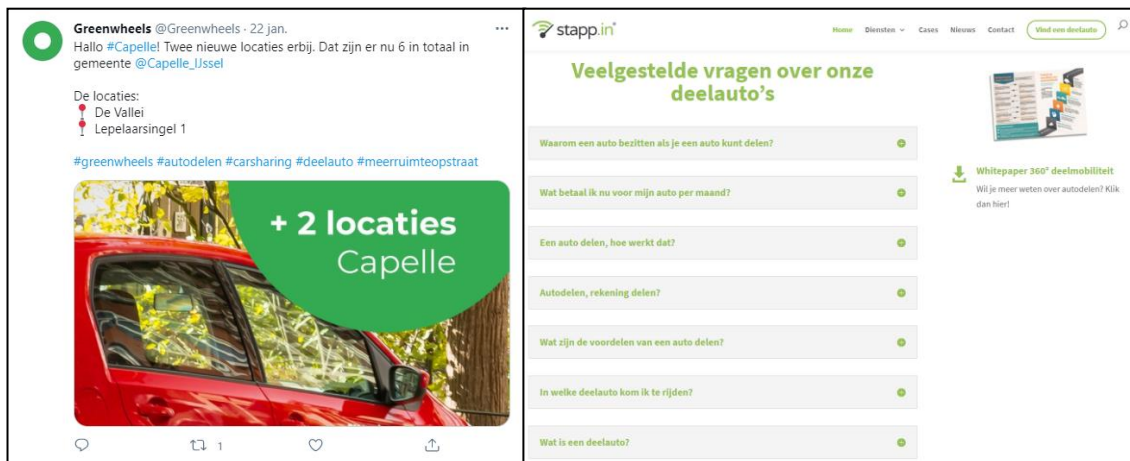 Greenwheels @Greenwheels · 22 jan.
Hallo #Capelle! Twee nieuwe locaties erbij. Dat zijn er nu 6 in totaal in
gemeente @Capelle_IJssel
De locaties:
De Vallei
Lepelaarsingel 1
#greenwheels #autodelen #carsharing #deelauto #meerruimteopstraat
+ 2 locaties
Capelle
1
stapp.in
Home Diensten Cases Nieuws Contact Vind een deelauto
Veelgestelde vragen over onze
deelauto's
Waarom een auto bezitten als je een auto kunt delen?
Wat betaal ik nu voor mijn auto per maand?
Een auto delen, hoe werkt dat?
Autodelen, rekening delen?
Wat zijn de voordelen van een auto delen?
In welke deelauto kom ik te rijden?
Wat is een deelauto?
Whitepaper 360° deelmobiliteit
Wil je meer weten over autodelen? Klik
dan hier!